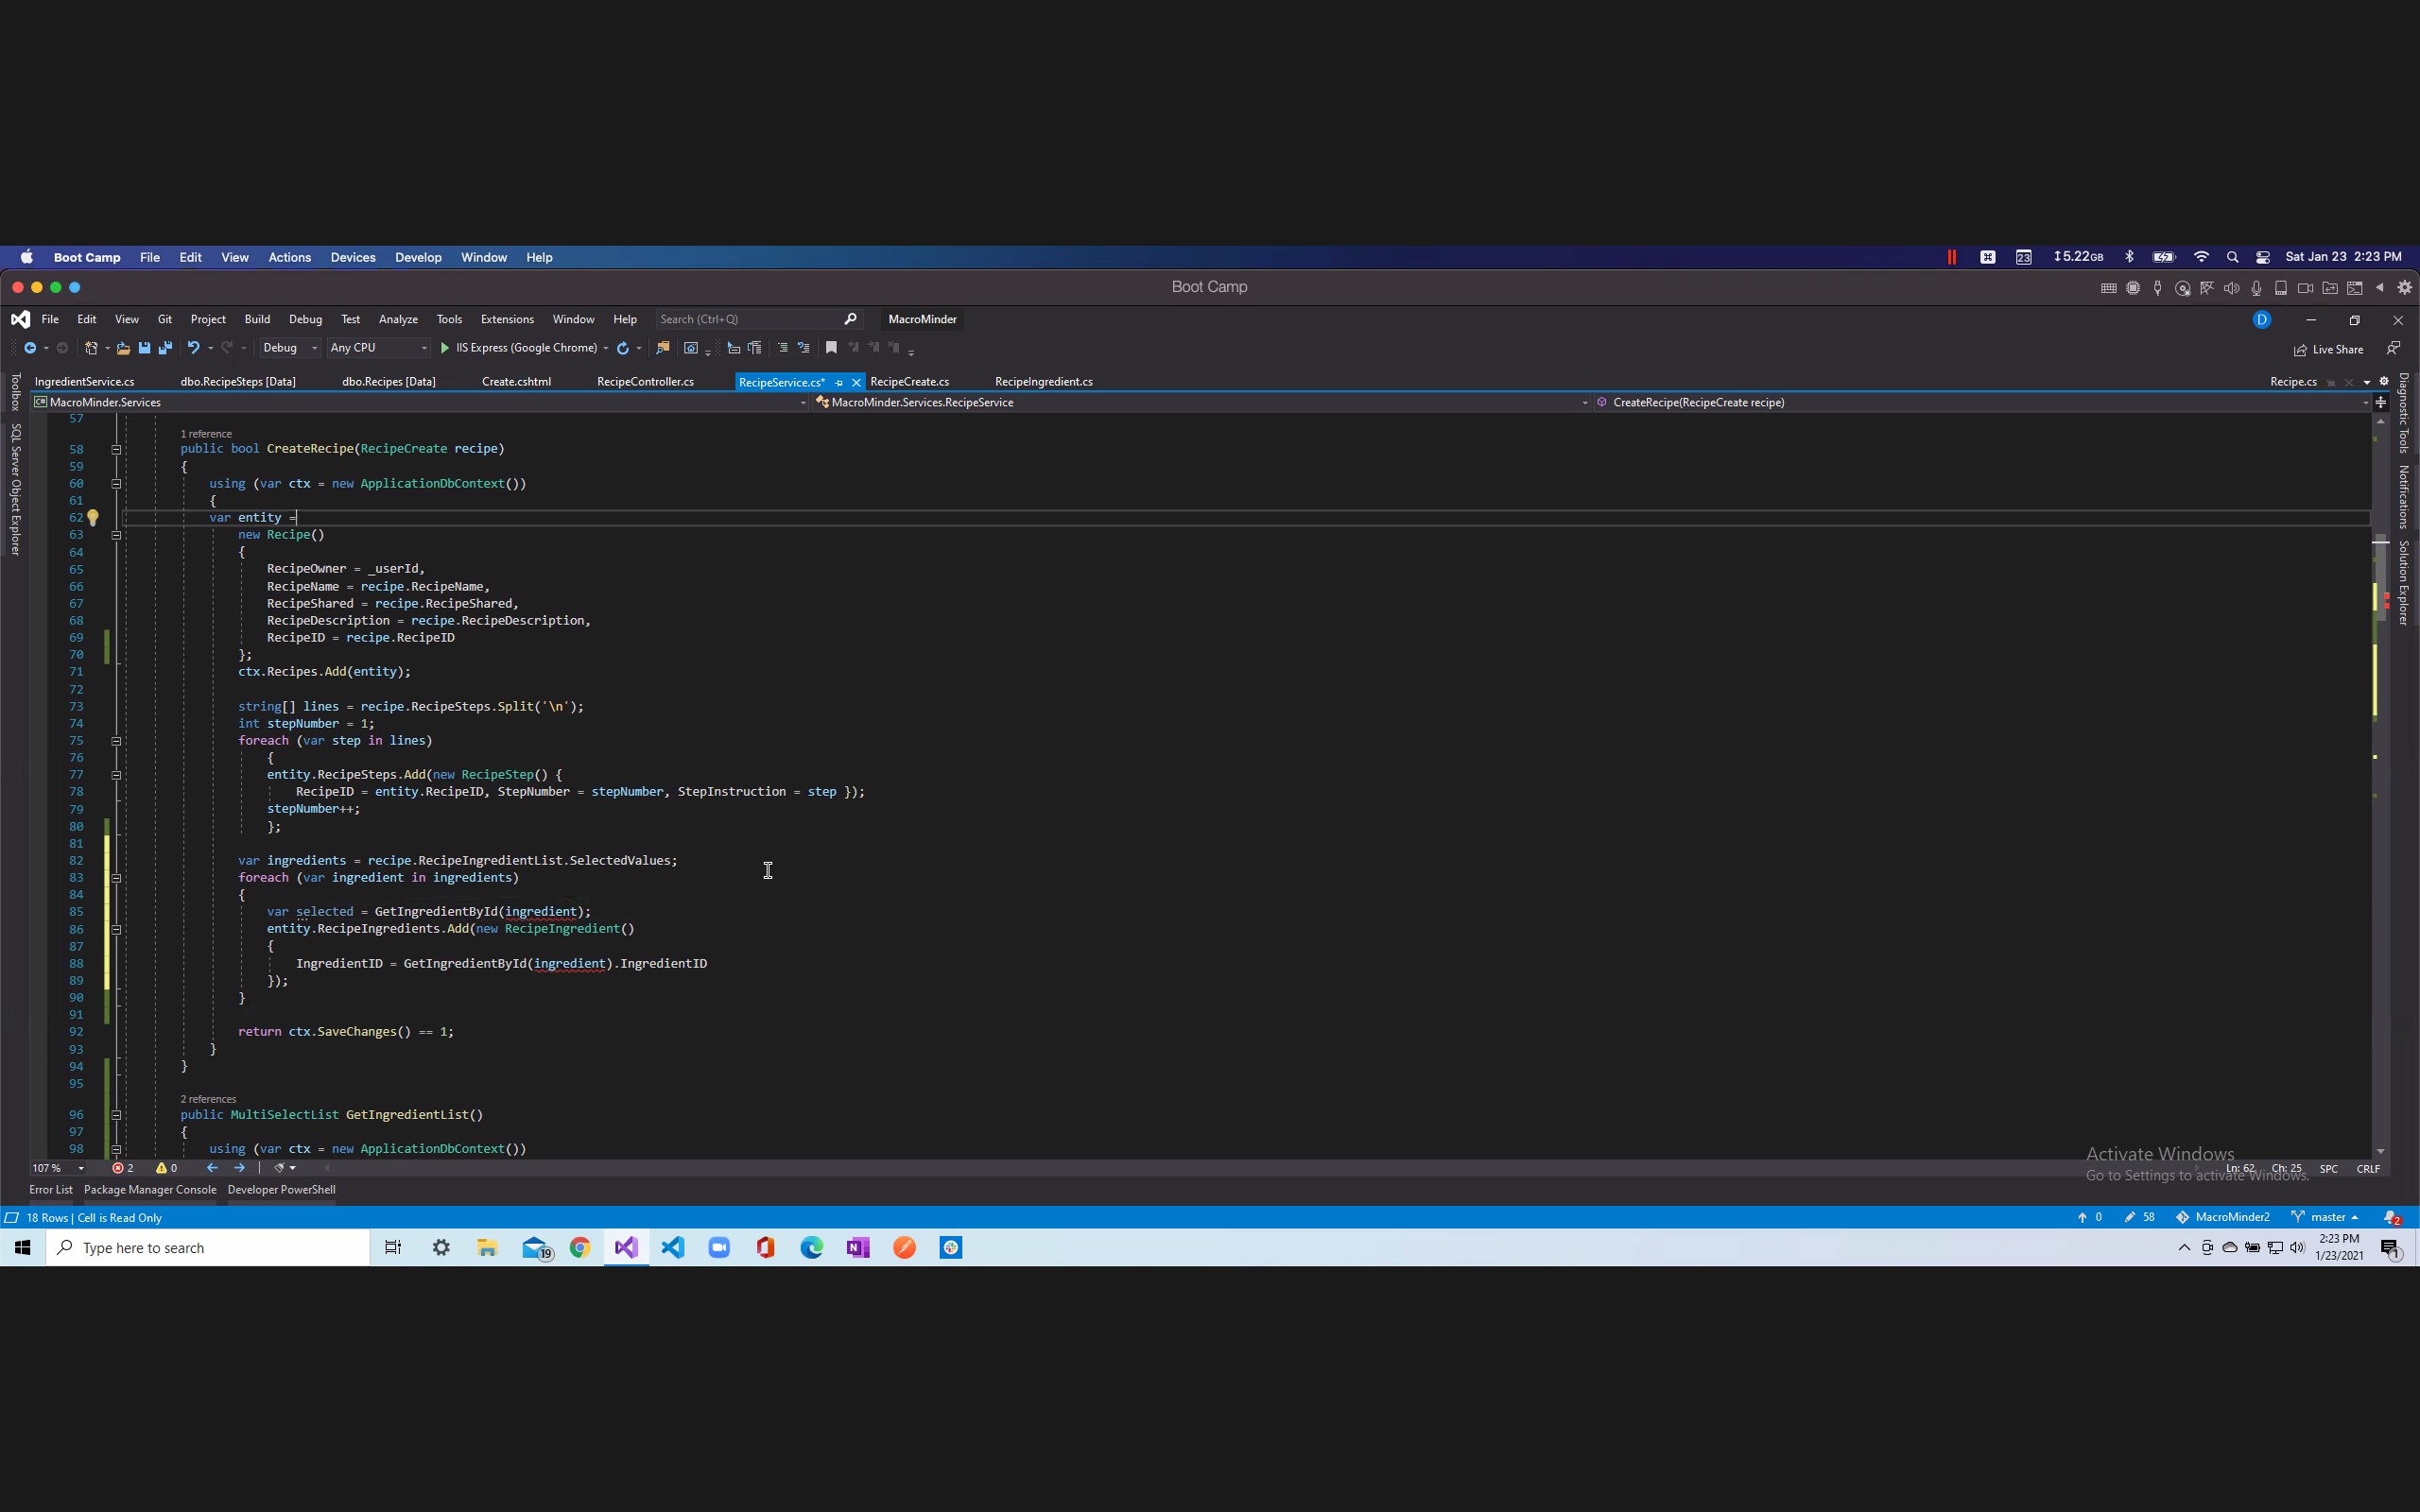 Boot Camp File Edit View Actions Devices Develop Window Help
23 5.22GB Sat Jan 23 2:23 PM
Boot Camp
File Edit View Git Project Build Debug Test Analyze Tools Extensions Window Help Search (Ctrl+Q) MacroMinder D
Debug Any CPU IIS Express (Google Chrome) Live Share
IngredientService.cs dbo.RecipeSteps [Data] dbo.Recipes [Data] Create.cshtml RecipeController.cs RecipeService.cs* RecipeCreate.cs RecipeIngredient.cs Recipe.cs
MacroMinder.Services MacroMinder.Services.RecipeService CreateRecipe(RecipeCreate recipe)
Toolbox
SQL Server Object Explorer
Diagnostic Tools
Notifications
Solution Explorer
57
1 reference
58 public bool CreateRecipe(RecipeCreate recipe)
59 {
60 using (var ctx = new ApplicationDbContext())
61 {
62 var entity =
63 new Recipe()
64 {
65 RecipeOwner = _userId,
66 RecipeName = recipe.RecipeName,
67 RecipeShared = recipe.RecipeShared,
68 RecipeDescription = recipe.RecipeDescription,
69 RecipeID = recipe.RecipeID
70 };
71 ctx.Recipes.Add(entity);
72
73 string[] lines = recipe.RecipeSteps.Split('\n');
74 int stepNumber = 1;
75 foreach (var step in lines)
76 {
77 entity.RecipeSteps.Add(new RecipeStep() {
78 RecipeID = entity.RecipeID, StepNumber = stepNumber, StepInstruction = step });
79 stepNumber++;
80 };
81
82 var ingredients = recipe.RecipeIngredientList.SelectedValues;
83 foreach (var ingredient in ingredients)
84 {
85 var selected = GetIngredientById(ingredient);
86 entity.RecipeIngredients.Add(new RecipeIngredient()
87 {
88 IngredientID = GetIngredientById(ingredient).IngredientID
89 });
90 }
91
92 return ctx.SaveChanges() == 1;
93 }
94 }
95
2 references
96 public MultiSelectList GetIngredientList()
97 {
98 using (var ctx = new ApplicationDbContext())
Activate Windows
Go to Settings to activate Windows.
107 % 2 0 Ln: 62 Ch: 25 SPC CRLF
Error List Package Manager Console Developer PowerShell
18 Rows | Cell is Read Only 0 58 MacroMinder2 master 2
Type here to search 19 2:23 PM
1/23/2021 1